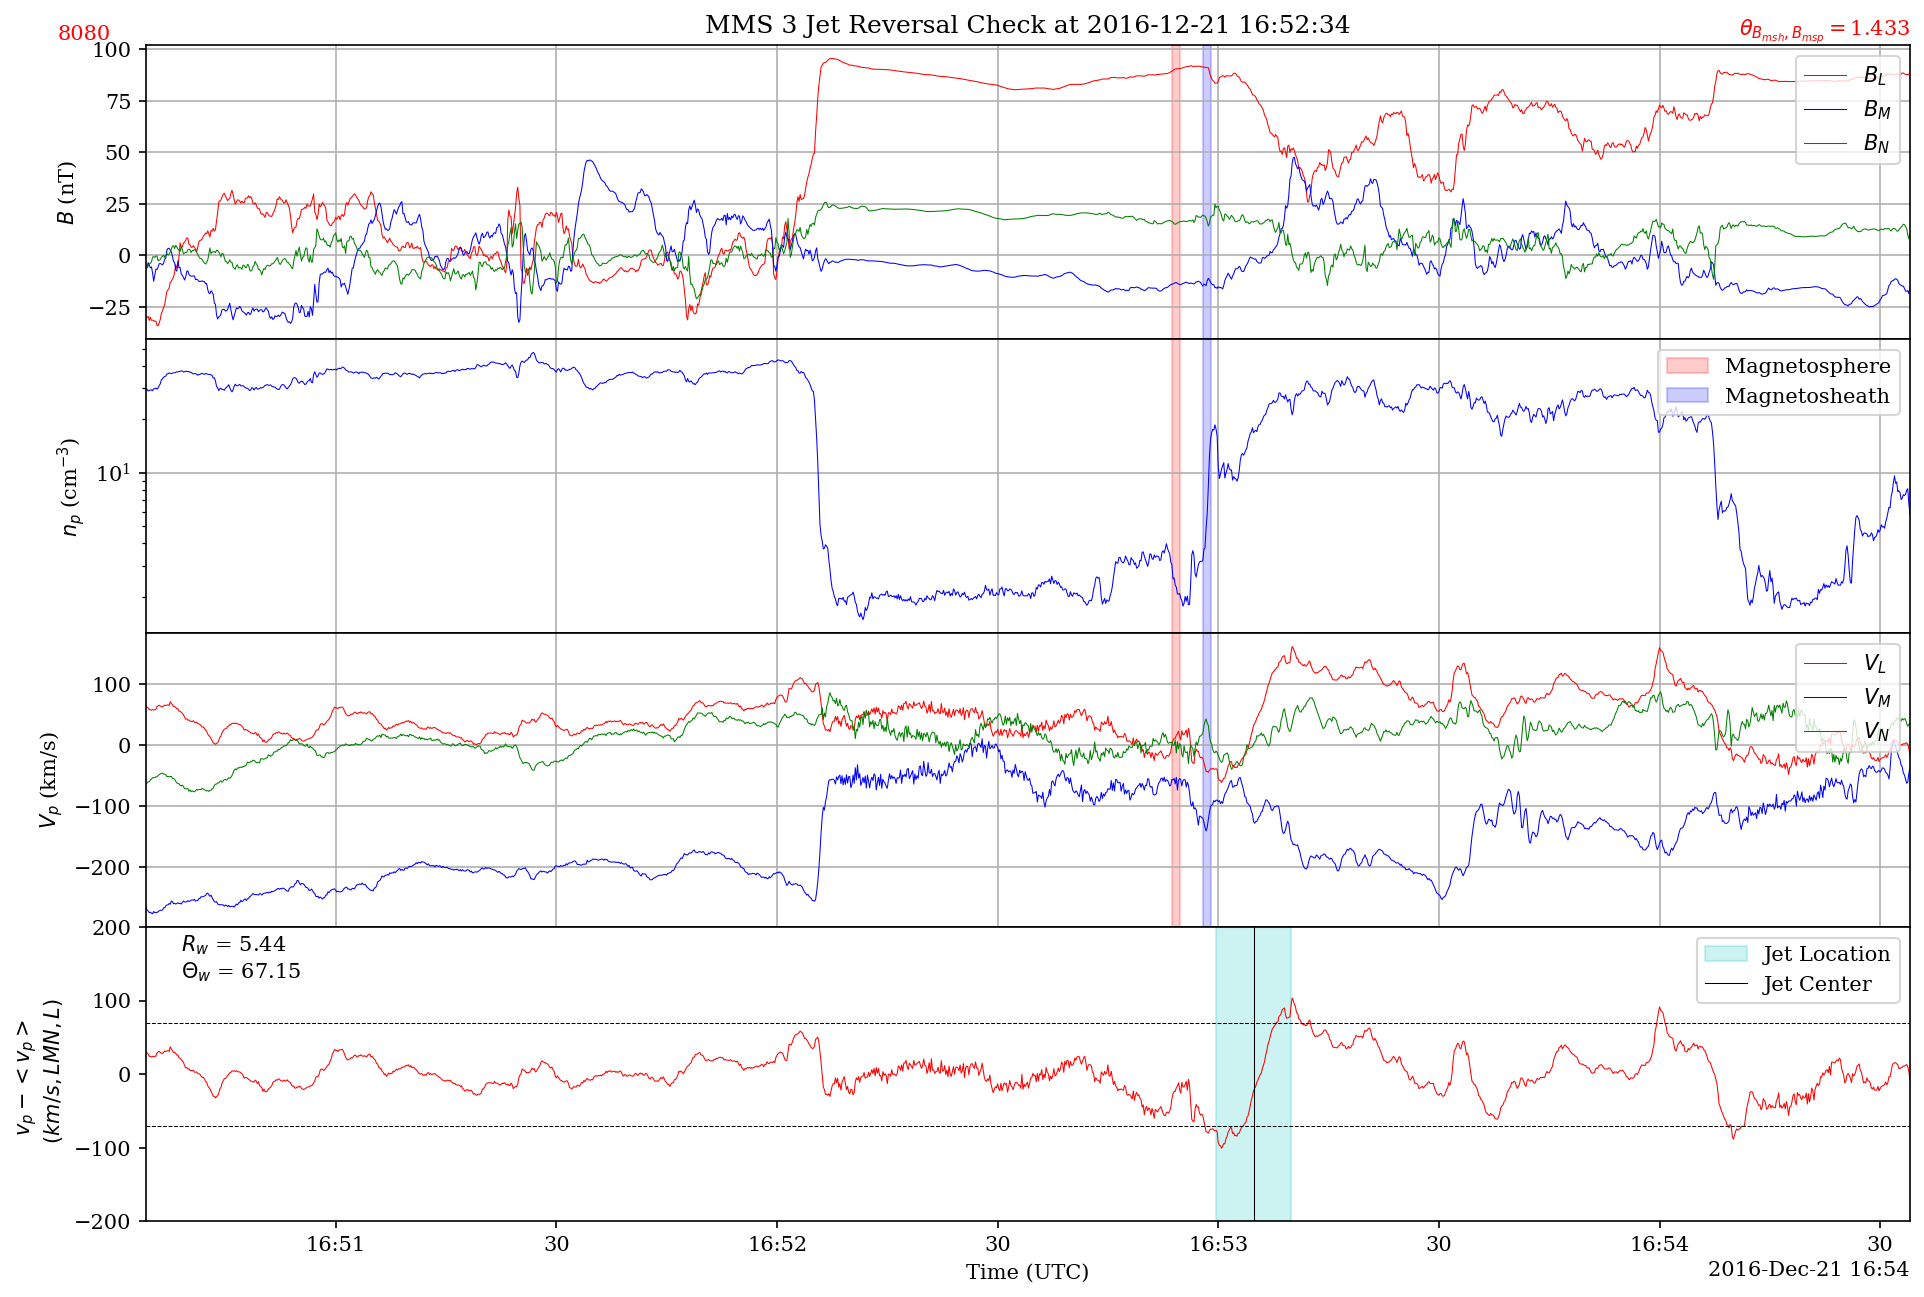 8080
MMS 3 Jet Reversal Check at 2016-12-21 16:52:34
θ_{B_{msh}, B_{msp}} = 1.433
100
75
50
25
0
−25
B (nT)
B_L
B_M
B_N
10^1
n_p (cm^{−3})
Magnetosphere
Magnetosheath
100
0
−100
−200
V_p (km/s)
V_L
V_M
V_N
200
100
0
−100
−200
v_p − < v_p >
(km/s, LMN, L)
R_w = 5.44
Θ_w = 67.15
Jet Location
Jet Center
16:51
30
16:52
30
16:53
30
16:54
30
Time (UTC)
2016-Dec-21 16:54